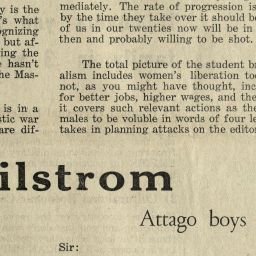 y is the
's what
ognizing
but af-
the
hasn't
the Mas-
is in a
stic war
are dif-
mediately. The rate of progression is
by the time they take over it should be
of us in our twenties now will be in
then and probably willing to be shot.
The total picture of the student br
alism includes women's liberation too
not, as you might have thought, inc
for better jobs, higher wages, and the
it covers such relevant actions as the
males to be voluble in words of four le
takes in planning attacks on the editor
ilstrom
Attago boys
Sir: